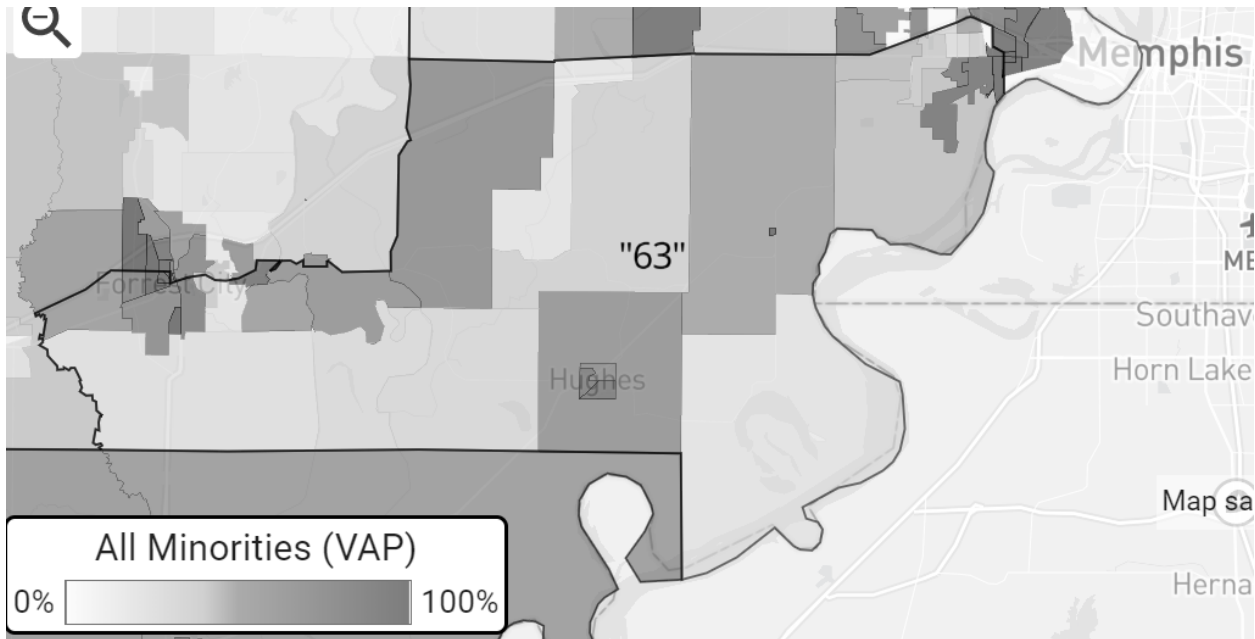 Memphis
"63"
ME
Forrest City
Southav
Horn Lake
Hughes
Map sa
All Minorities (VAP)
0%
100%
Herna